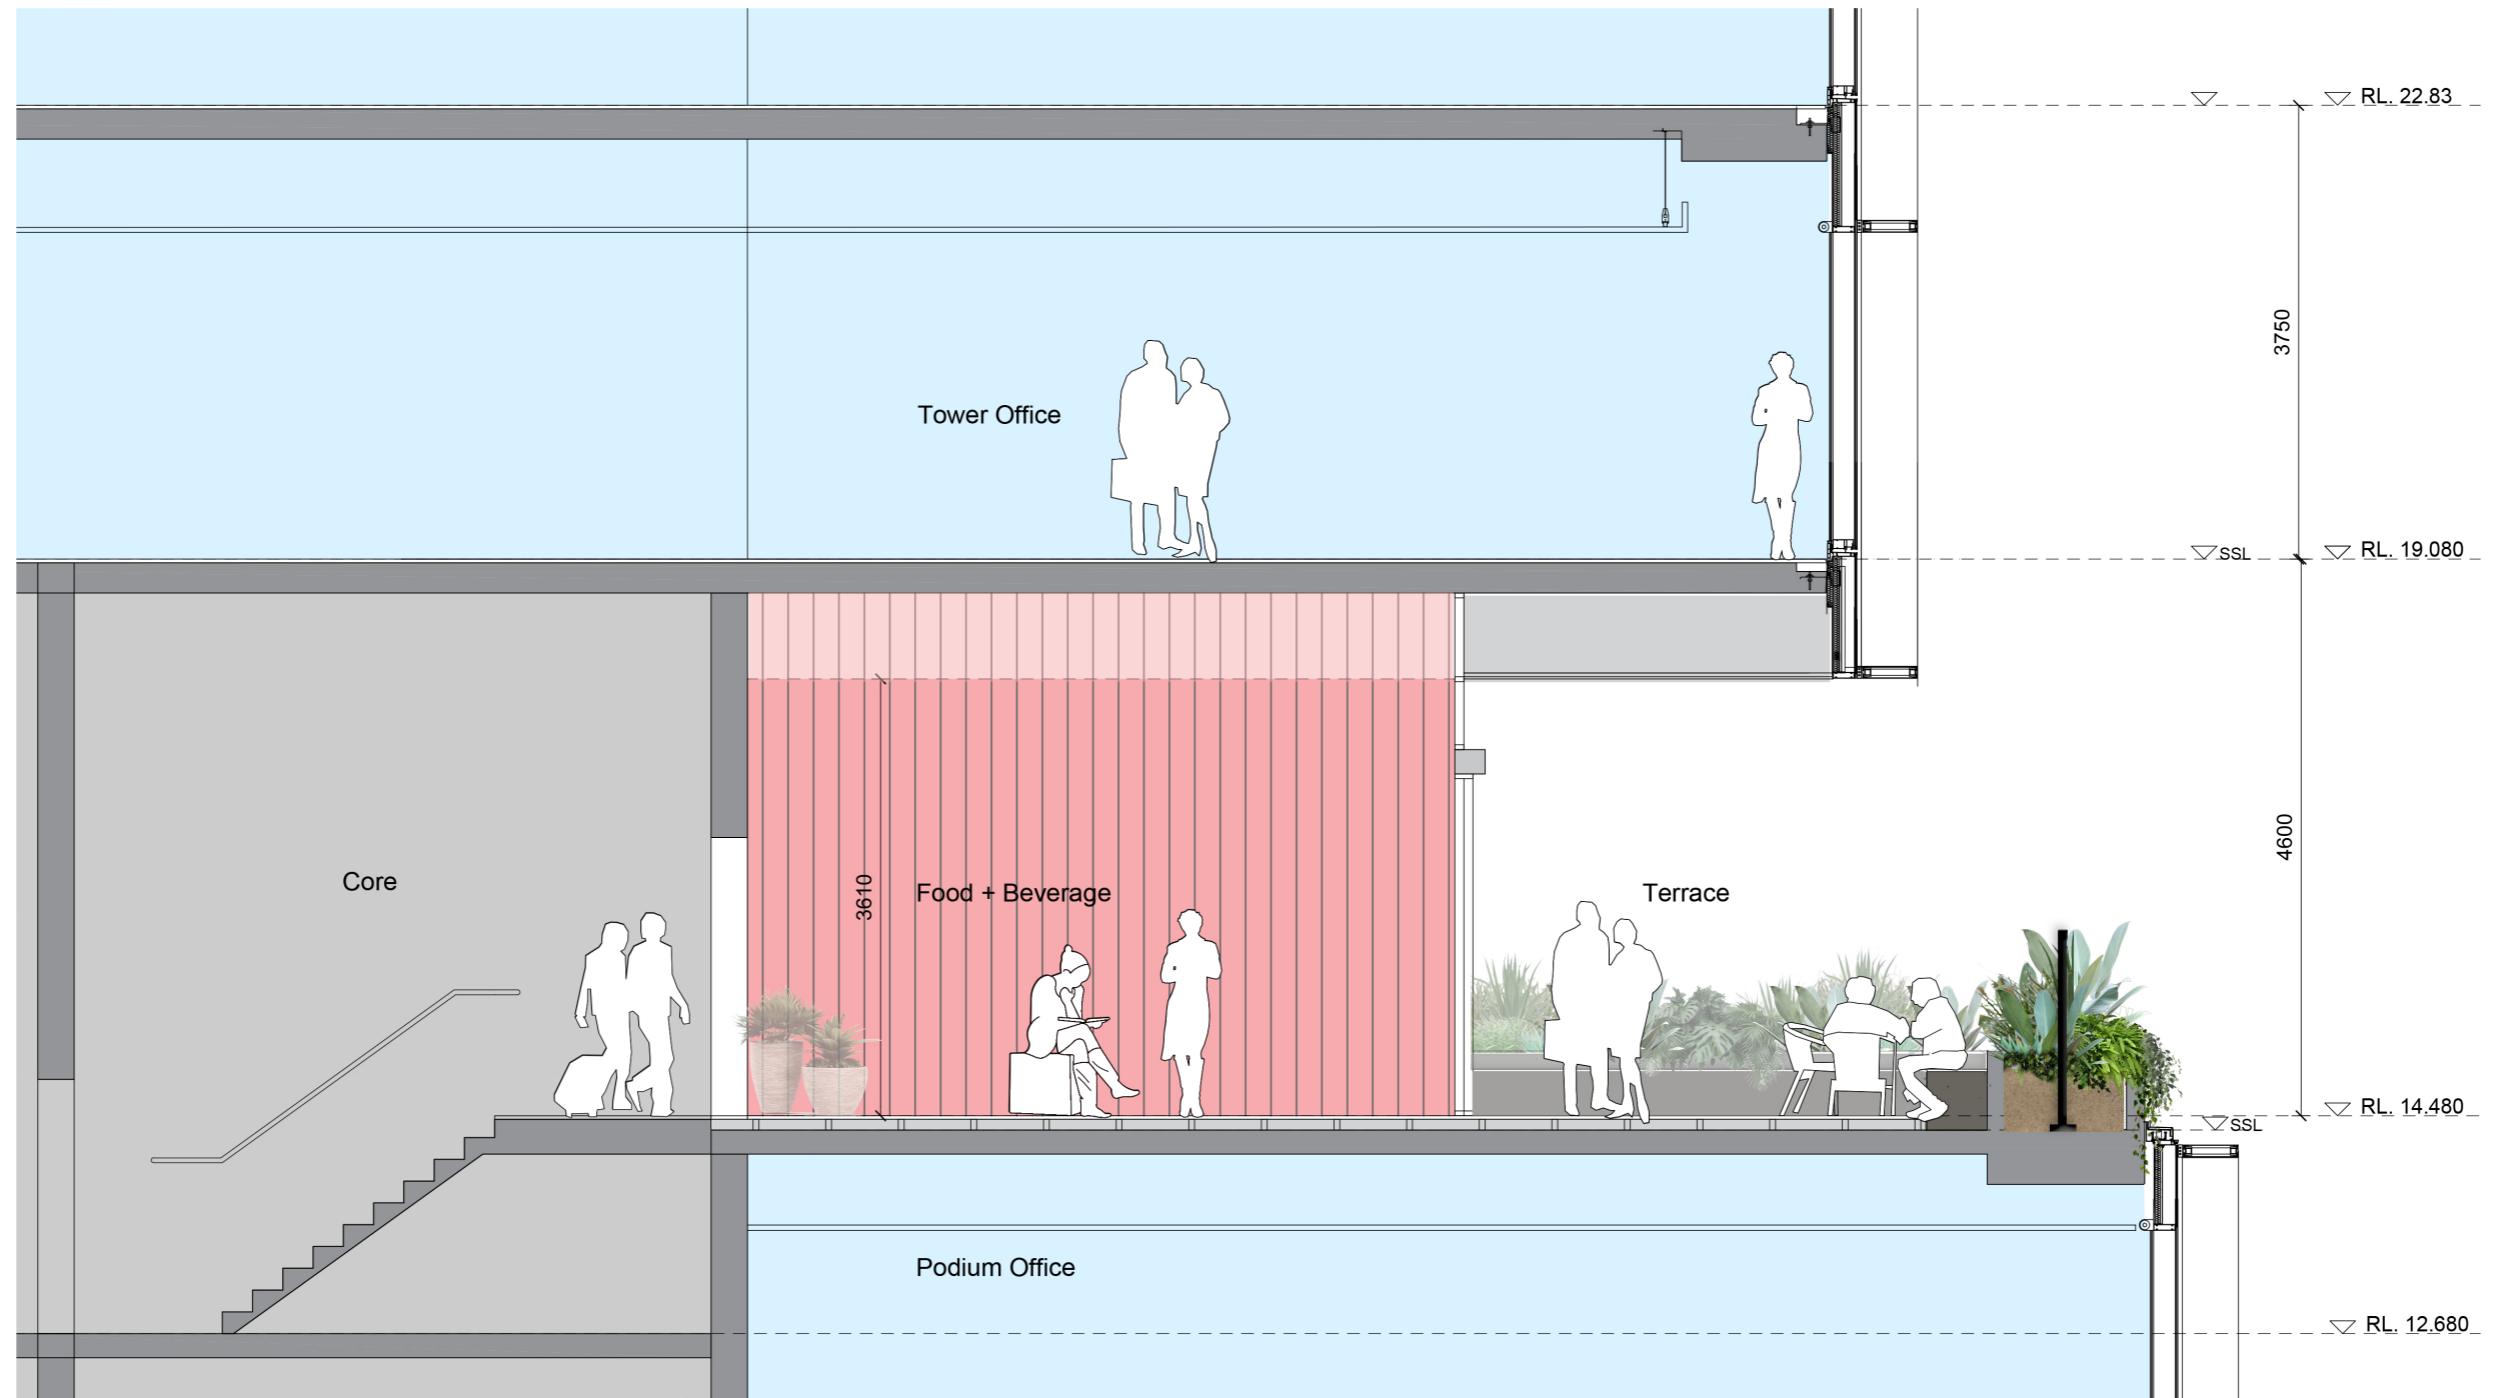 RL. 22.83
3750
Tower Office
SSL
RL. 19.080
4600
Core
3610
Food + Beverage
Terrace
RL. 14.480
SSL
Podium Office
RL. 12.680